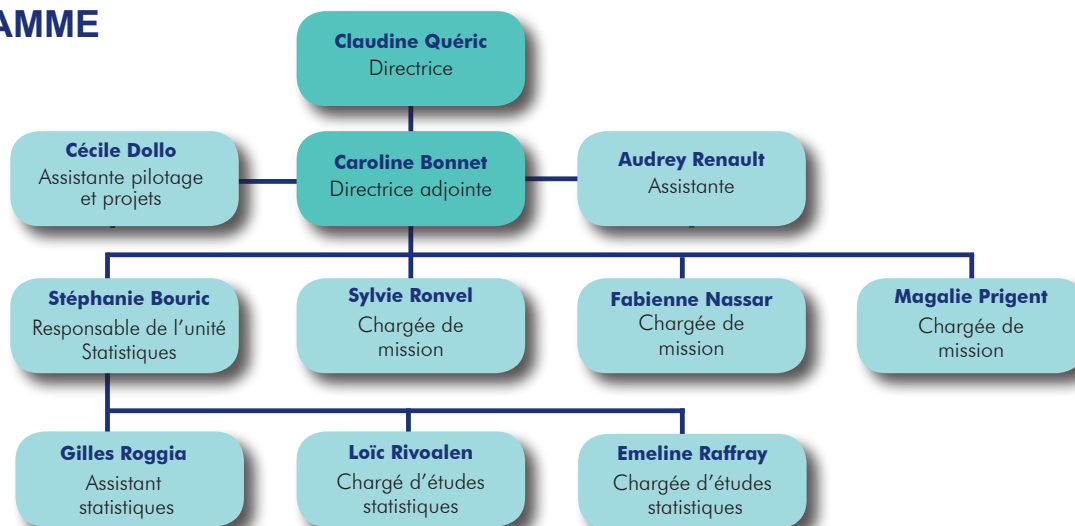 AMME
Claudine Quéric
Directrice
Cécile Dollo
Assistante pilotage
et projets
Caroline Bonnet
Directrice adjointe
Audrey Renault
Assistante
Stéphanie Bouric
Responsable de l’unité
Statistiques
Sylvie Ronvel
Chargée de
mission
Fabienne Nassar
Chargée de
mission
Magalie Prigent
Chargée de
mission
Gilles Roggia
Assistant
statistiques
Loïc Rivoalen
Chargé d’études
statistiques
Emeline Raffray
Chargée d’études
statistiques